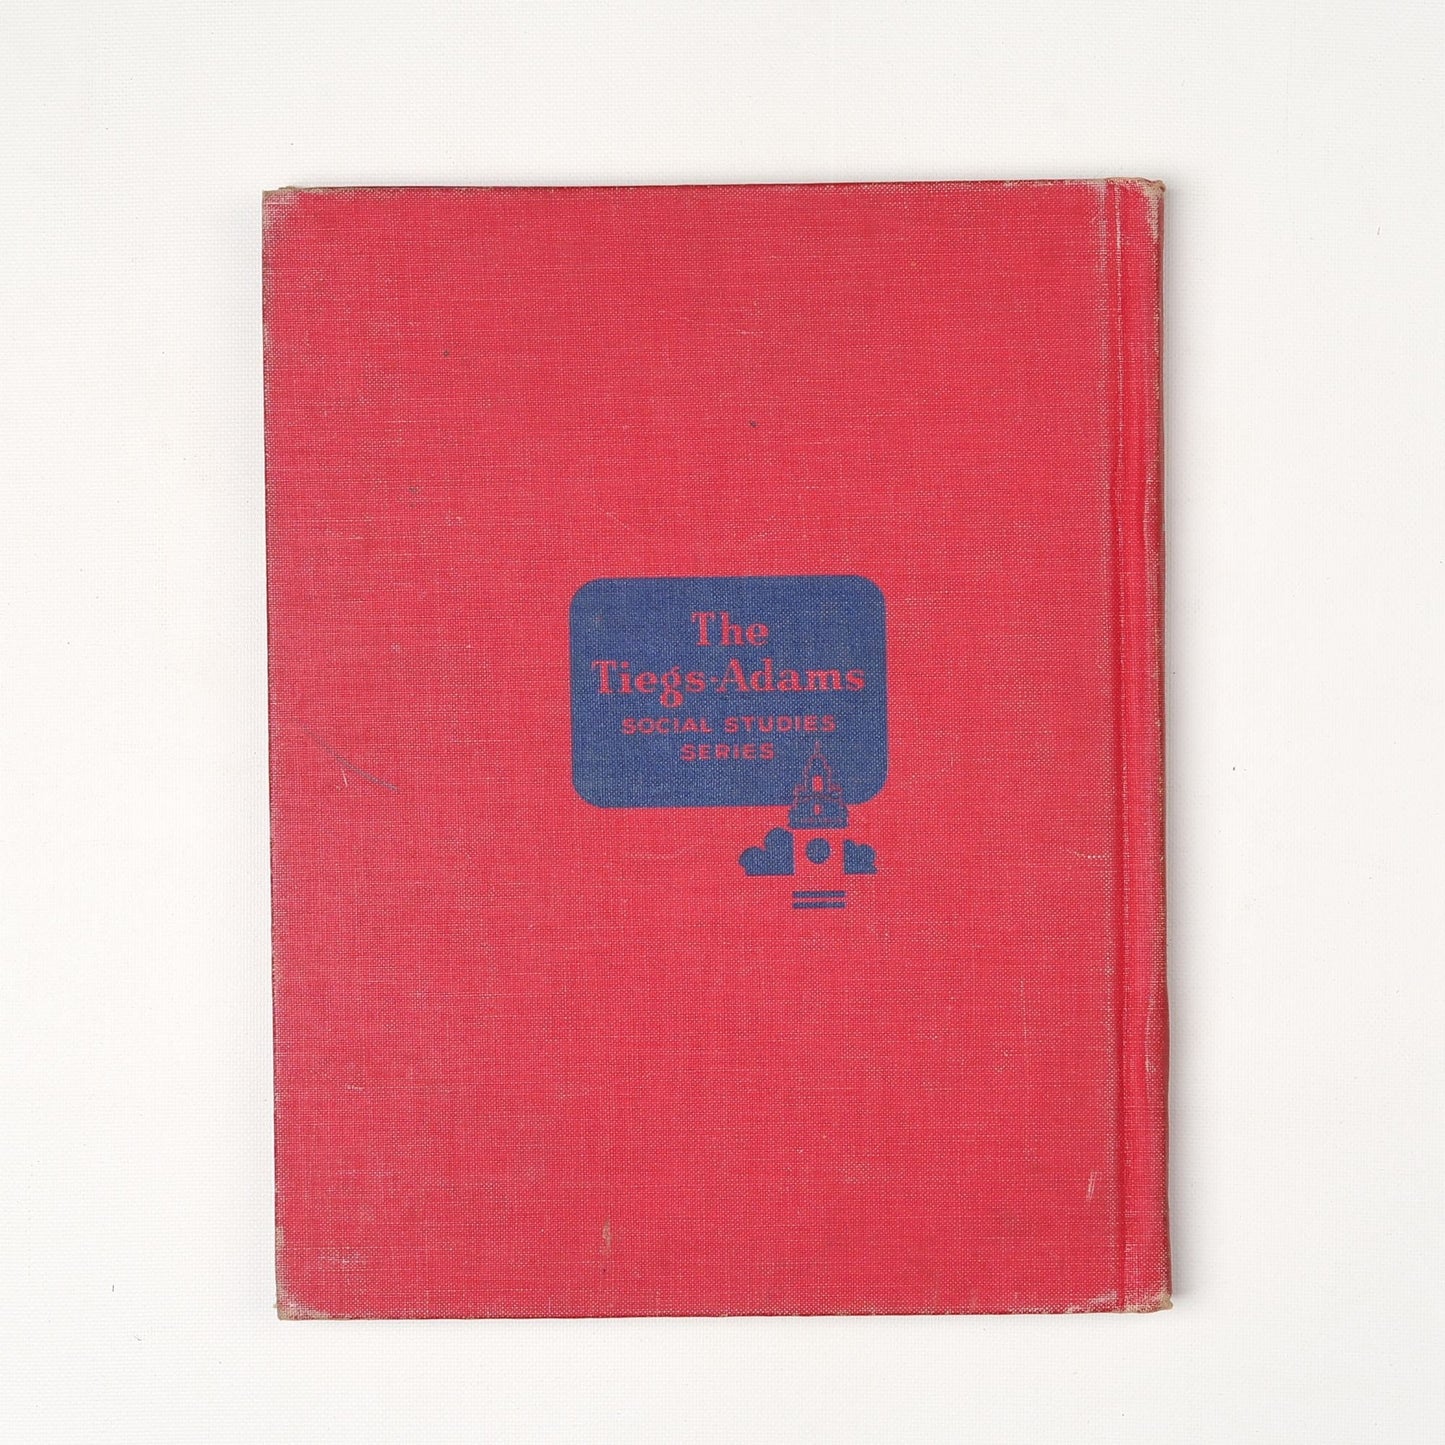 The
Tiegs-Adams
SOCIAL STUDIES
SERIES